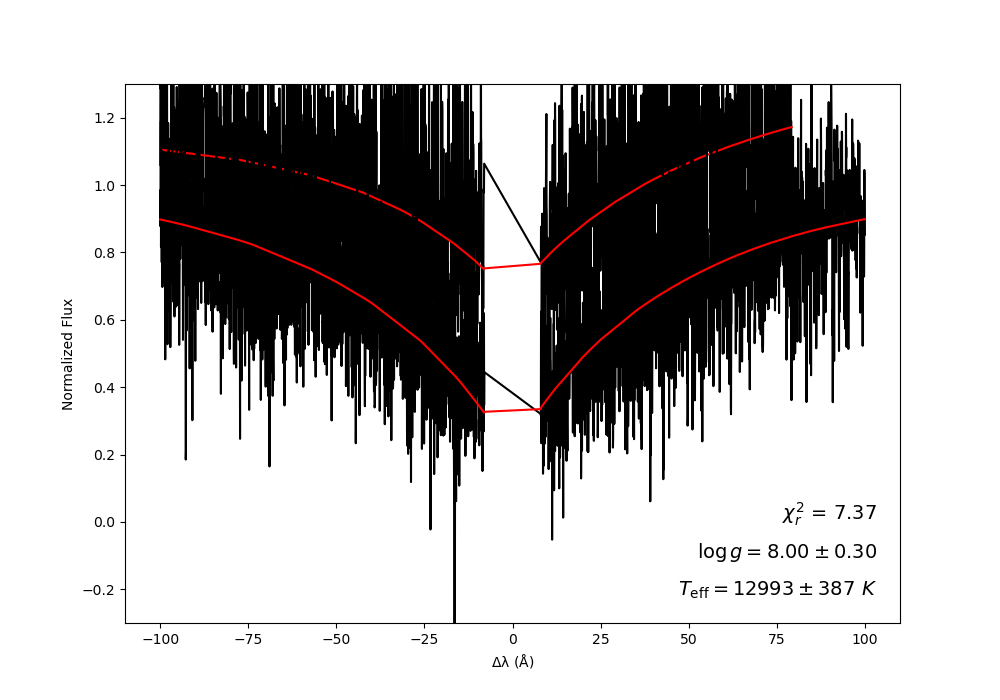 1.2
1.0
0.8
0.6
0.4
0.2
0.0
−0.2
Normalized Flux
χ²ᵣ = 7.37
log g = 8.00 ± 0.30
T_eff = 12993 ± 387 K
−100 −75 −50 −25 0 25 50 75 100
Δλ (Å)